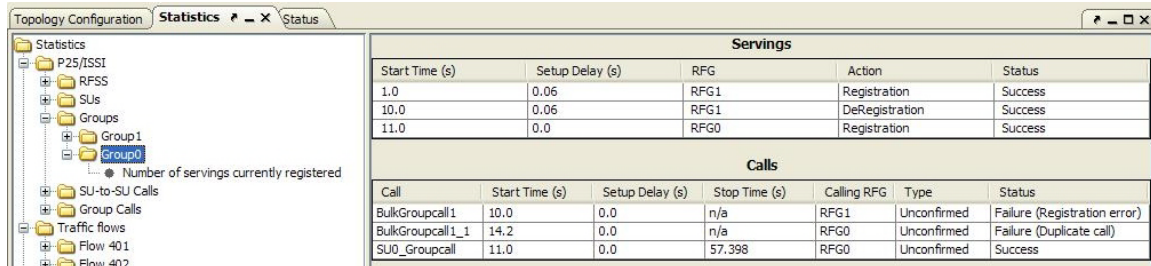 Topology Configuration Statistics Status
Statistics
P25/ISSI
RFSS
SUs
Groups
Group1
Group0
Number of servings currently registered
SU-to-SU Calls
Group Calls
Traffic flows
Flow 401
Flow 402
Servings
Start Time (s) Setup Delay (s) RFG Action Status
1.0 0.06 RFG1 Registration Success
10.0 0.06 RFG1 DeRegistration Success
11.0 0.0 RFG0 Registration Success
Calls
Call Start Time (s) Setup Delay (s) Stop Time (s) Calling RFG Type Status
BulkGroupcall1 10.0 0.0 n/a RFG1 Unconfirmed Failure (Registration error)
BulkGroupcall1_1 14.2 0.0 n/a RFG0 Unconfirmed Failure (Duplicate call)
SU0_Groupcall 11.0 0.0 57.398 RFG0 Unconfirmed Success